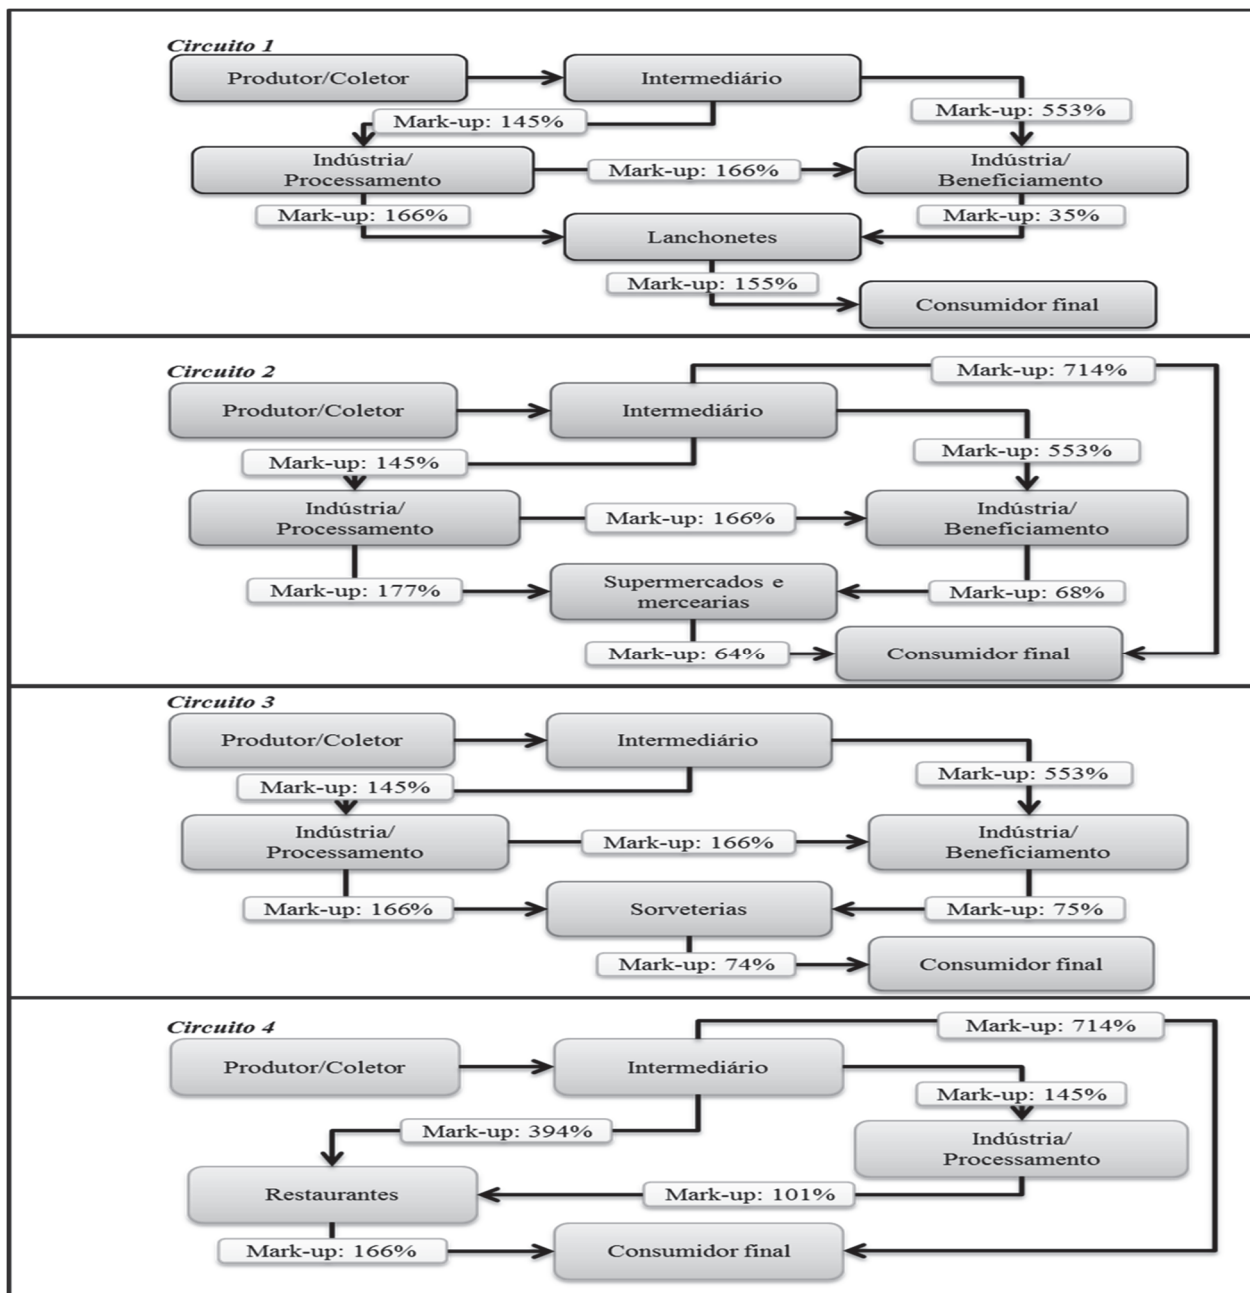 Circuito 1
Produtor/Coletor
Intermediário
Mark-up: 145%
Mark-up: 553%
Indústria/
Processamento
Mark-up: 166%
Indústria/
Beneficiamento
Mark-up: 166%
Mark-up: 35%
Lanchonetes
Mark-up: 155%
Consumidor final
Circuito 2
Mark-up: 714%
Produtor/Coletor
Intermediário
Mark-up: 145%
Mark-up: 553%
Indústria/
Processamento
Mark-up: 166%
Indústria/
Beneficiamento
Mark-up: 177%
Supermercados e
mercearias
Mark-up: 68%
Mark-up: 64%
Consumidor final
Circuito 3
Produtor/Coletor
Intermediário
Mark-up: 145%
Mark-up: 553%
Indústria/
Processamento
Mark-up: 166%
Indústria/
Beneficiamento
Mark-up: 166%
Sorveterias
Mark-up: 75%
Mark-up: 74%
Consumidor final
Circuito 4
Mark-up: 714%
Produtor/Coletor
Intermediário
Mark-up: 145%
Mark-up: 394%
Indústria/
Processamento
Restaurantes
Mark-up: 101%
Mark-up: 166%
Consumidor final